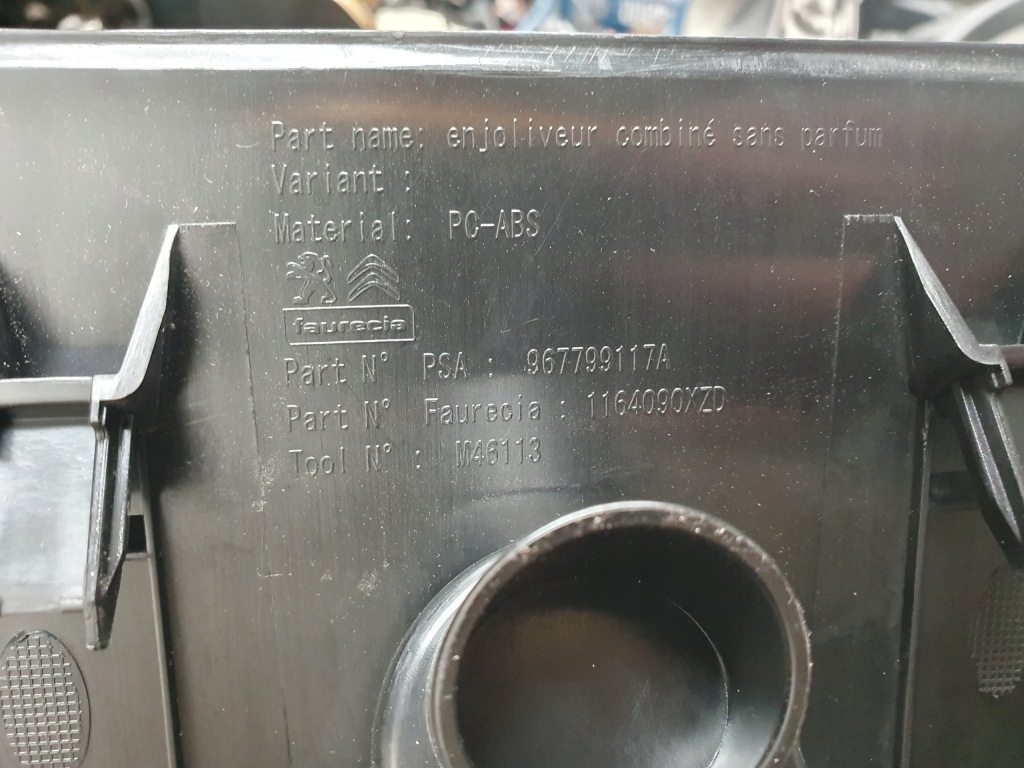 Part name: enjoliveur combiné sans parfum
Variant :
Material: PC-ABS
faurecia
Part N° PSA : 967799117A
Part N° Faurecia : 1164090XZD
Tool N° : M46113